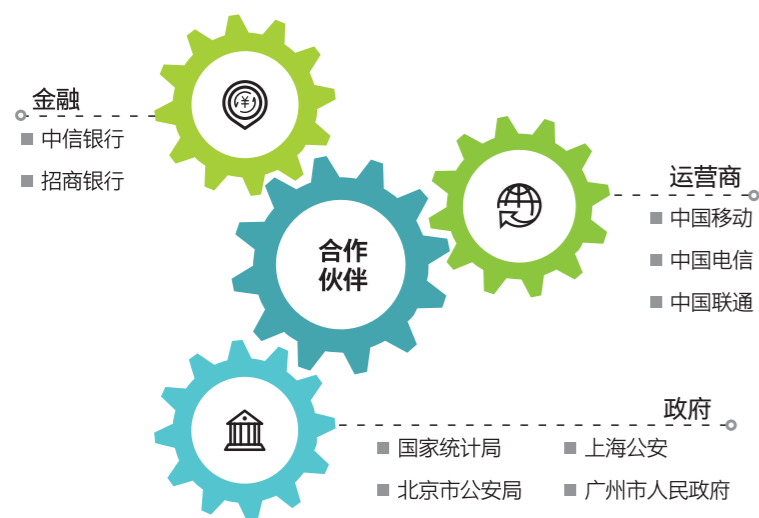 金融
中信银行
招商银行
合作
伙伴
运营商
中国移动
中国电信
中国联通
政府
国家统计局
上海公安
北京市公安局
广州市人民政府